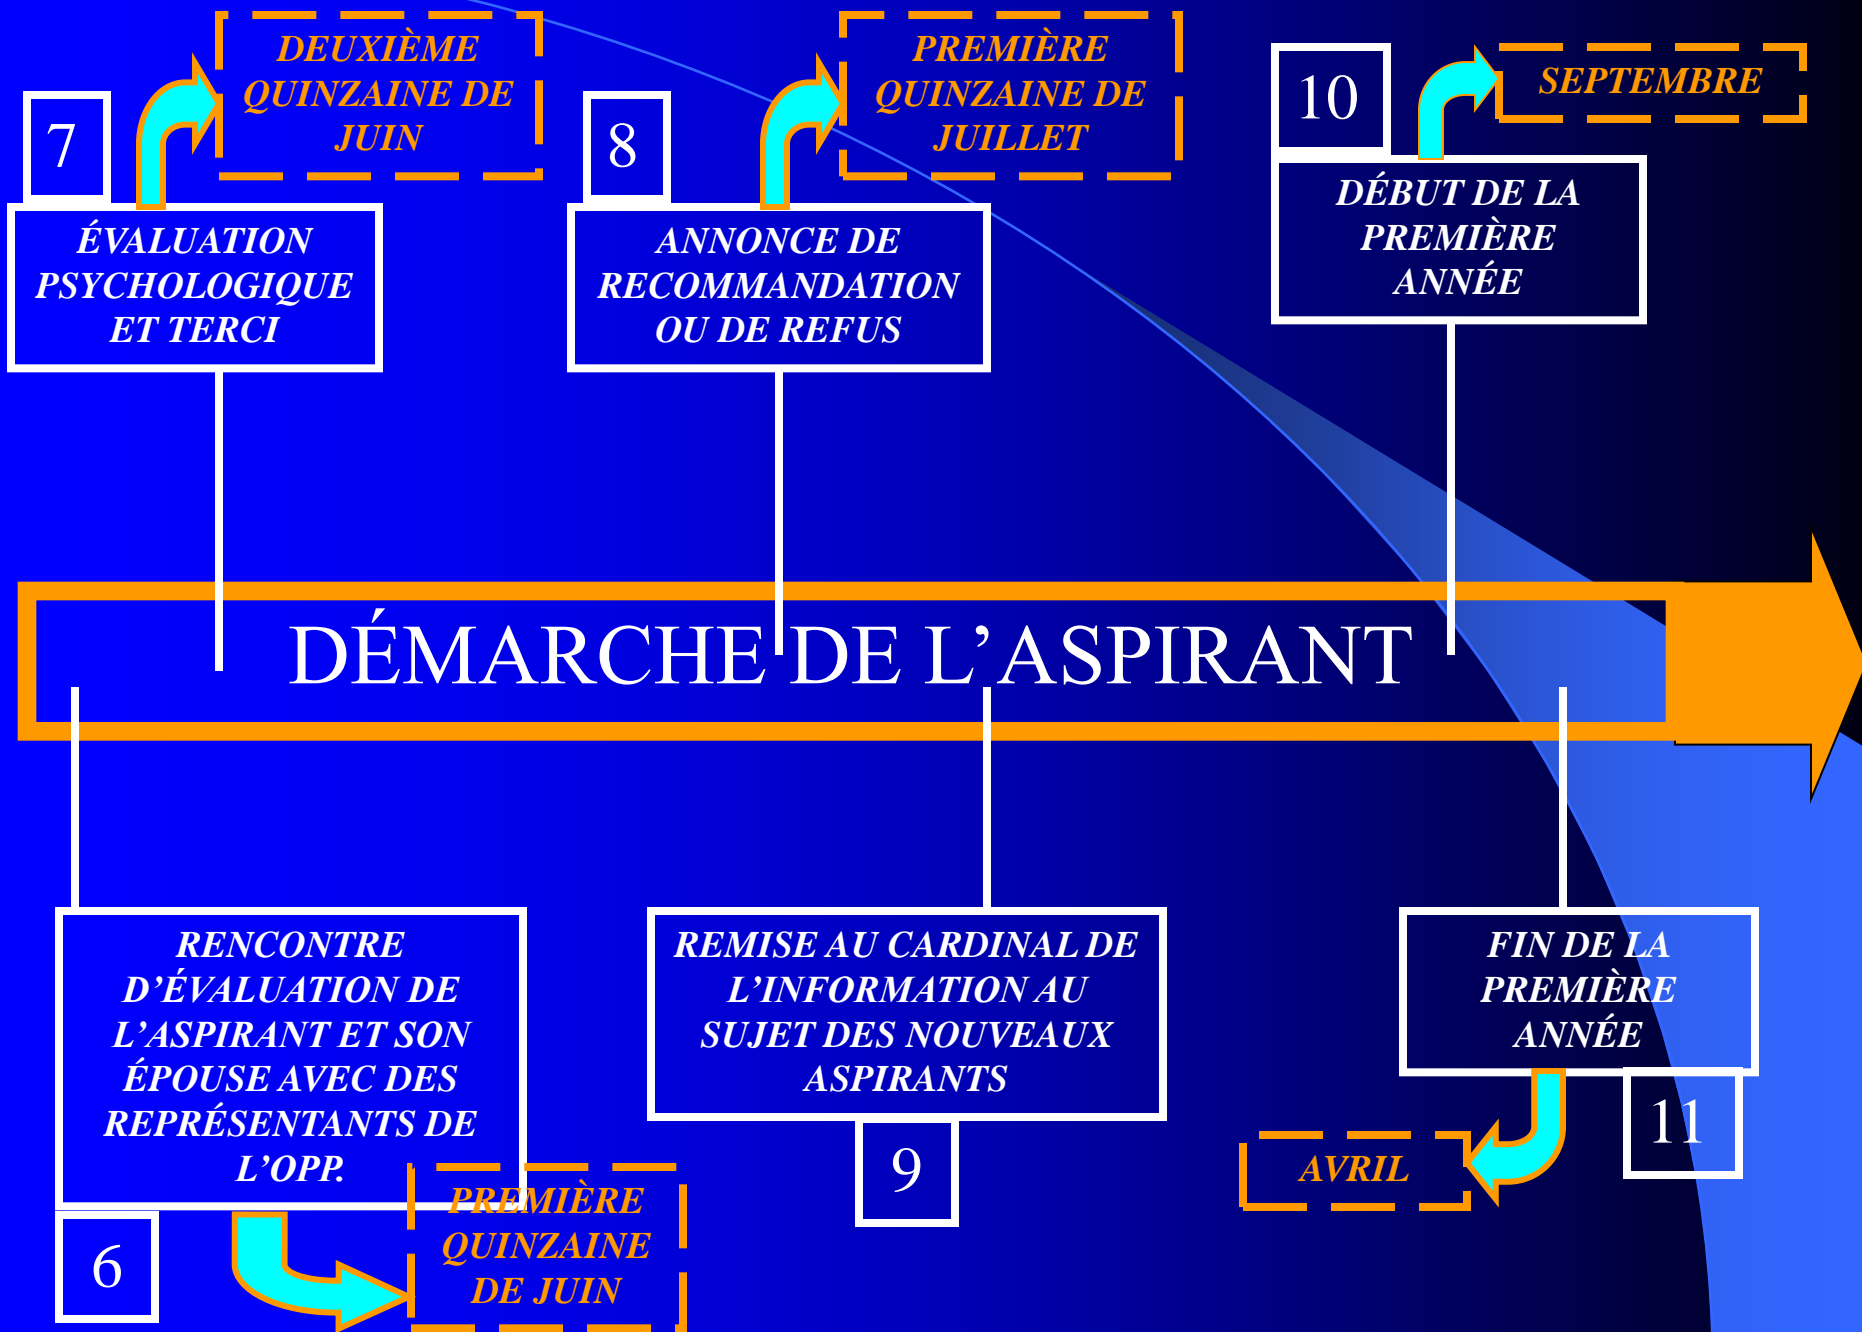 DEUXIÈME
QUINZAINE DE
JUIN
7
ÉVALUATION
PSYCHOLOGIQUE
ET TERCI
PREMIÈRE
QUINZAINE DE
JUILLET
8
ANNONCE DE
RECOMMANDATION
OU DE REFUS
10
SEPTEMBRE
DÉBUT DE LA
PREMIÈRE
ANNÉE
DÉMARCHE DE L’ASPIRANT
RENCONTRE
D’ÉVALUATION DE
L’ASPIRANT ET SON
ÉPOUSE AVEC DES
REPRÉSENTANTS DE
L’OPP.
6
PREMIÈRE
QUINZAINE
DE JUIN
REMISE AU CARDINAL DE
L’INFORMATION AU
SUJET DES NOUVEAUX
ASPIRANTS
9
FIN DE LA
PREMIÈRE
ANNÉE
11
AVRIL